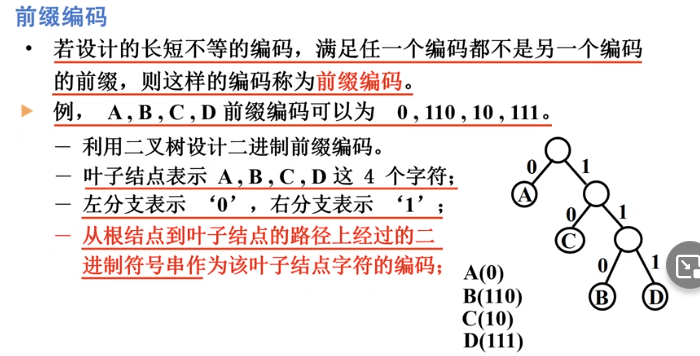 前缀编码
• 若设计的长短不等的编码，满足任一个编码都不是另一个编码
的前缀，则这样的编码称为前缀编码。
例， A , B , C , D 前缀编码可以为 0 , 110 , 10 , 111。
— 利用二叉树设计二进制前缀编码。
— 叶子结点表示 A , B , C , D 这 4 个字符；
— 左分支表示 ‘0’，右分支表示 ‘1’；
— 从根结点到叶子结点的路径上经过的二
进制符号串作为该叶子结点字符的编码；
0 1
A
0 1
C
0 1
B D
A(0)
B(110)
C(10)
D(111)